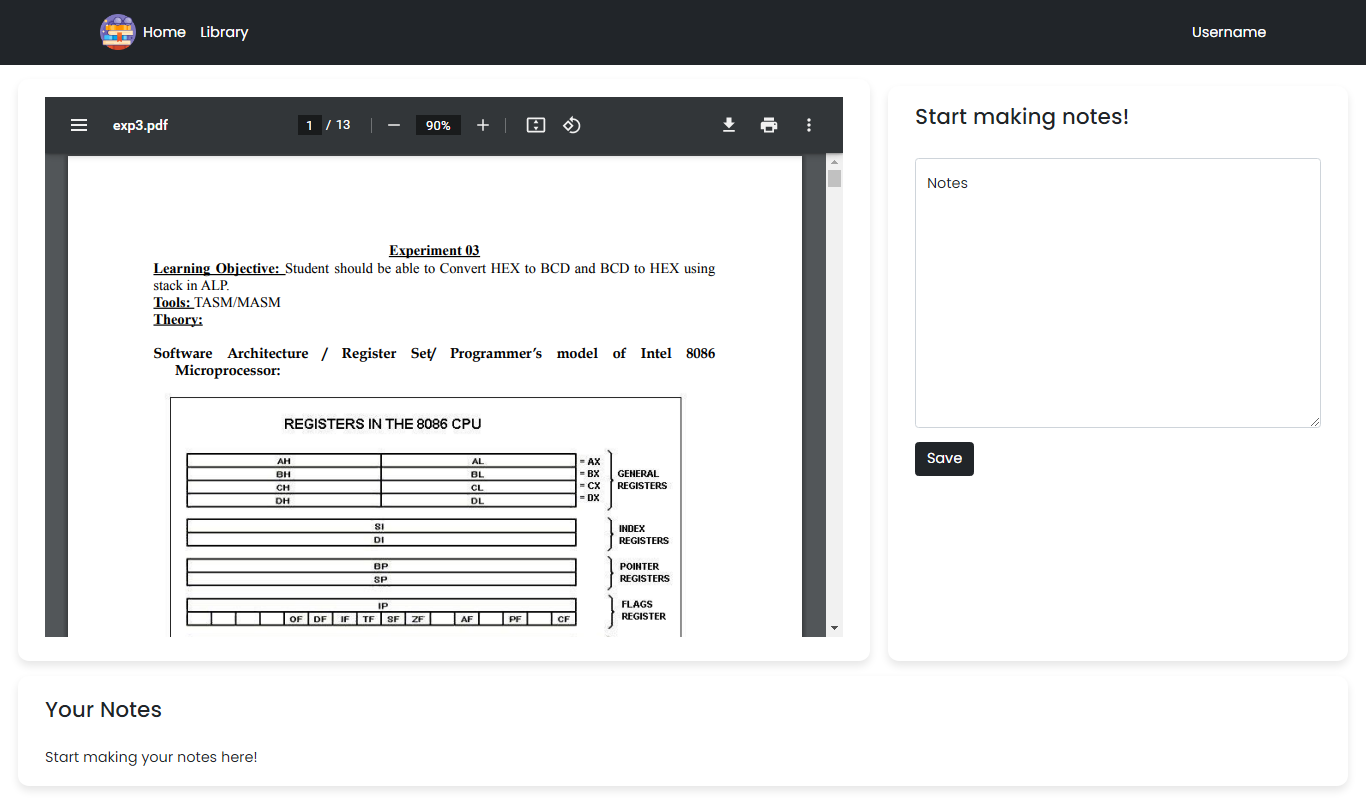 Home Library Username
exp3.pdf 1 / 13 90%
Experiment 03
Learning Objective: Student should be able to Convert HEX to BCD and BCD to HEX using
stack in ALP.
Tools: TASM/MASM
Theory:
Software Architecture / Register Set/ Programmer's model of Intel 8086
Microprocessor:
REGISTERS IN THE 8086 CPU
AH AL = AX
BH BL = BX
CH CL = CX
DH DL = DX
GENERAL
REGISTERS
SI
DI
INDEX
REGISTERS
BP
SP
POINTER
REGISTERS
IP
OF DF IF TF SF ZF AF PF CF
FLAGS
REGISTER
Start making notes!
Notes
Save
Your Notes
Start making your notes here!